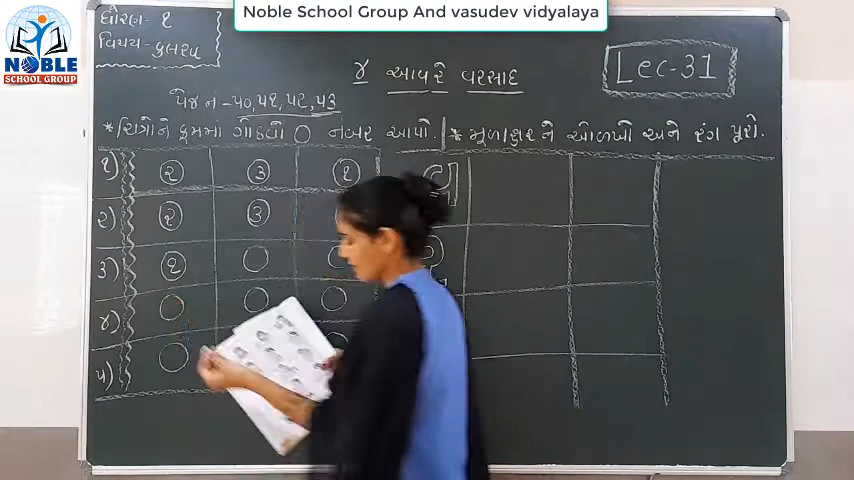 Noble School Group And vasudev vidyalaya
NOBLE
SCHOOL GROUP
ધોરણ - ૧
વિષય - કલરવ
૪ આવરે વરસાદ
Lec-31
પેજ નં - ૫૦, ૫૧, ૫૨, ૫૩
* ચિત્રોને ક્રમમાં ગોઠવી ○ નંબર આપો.
* મૂળાક્ષર ને ઓળખો અને રંગ પૂરો.
૧) ૨ ૩ ૧
૨) ૨ ૩
૩) ૧
૪)
૫)